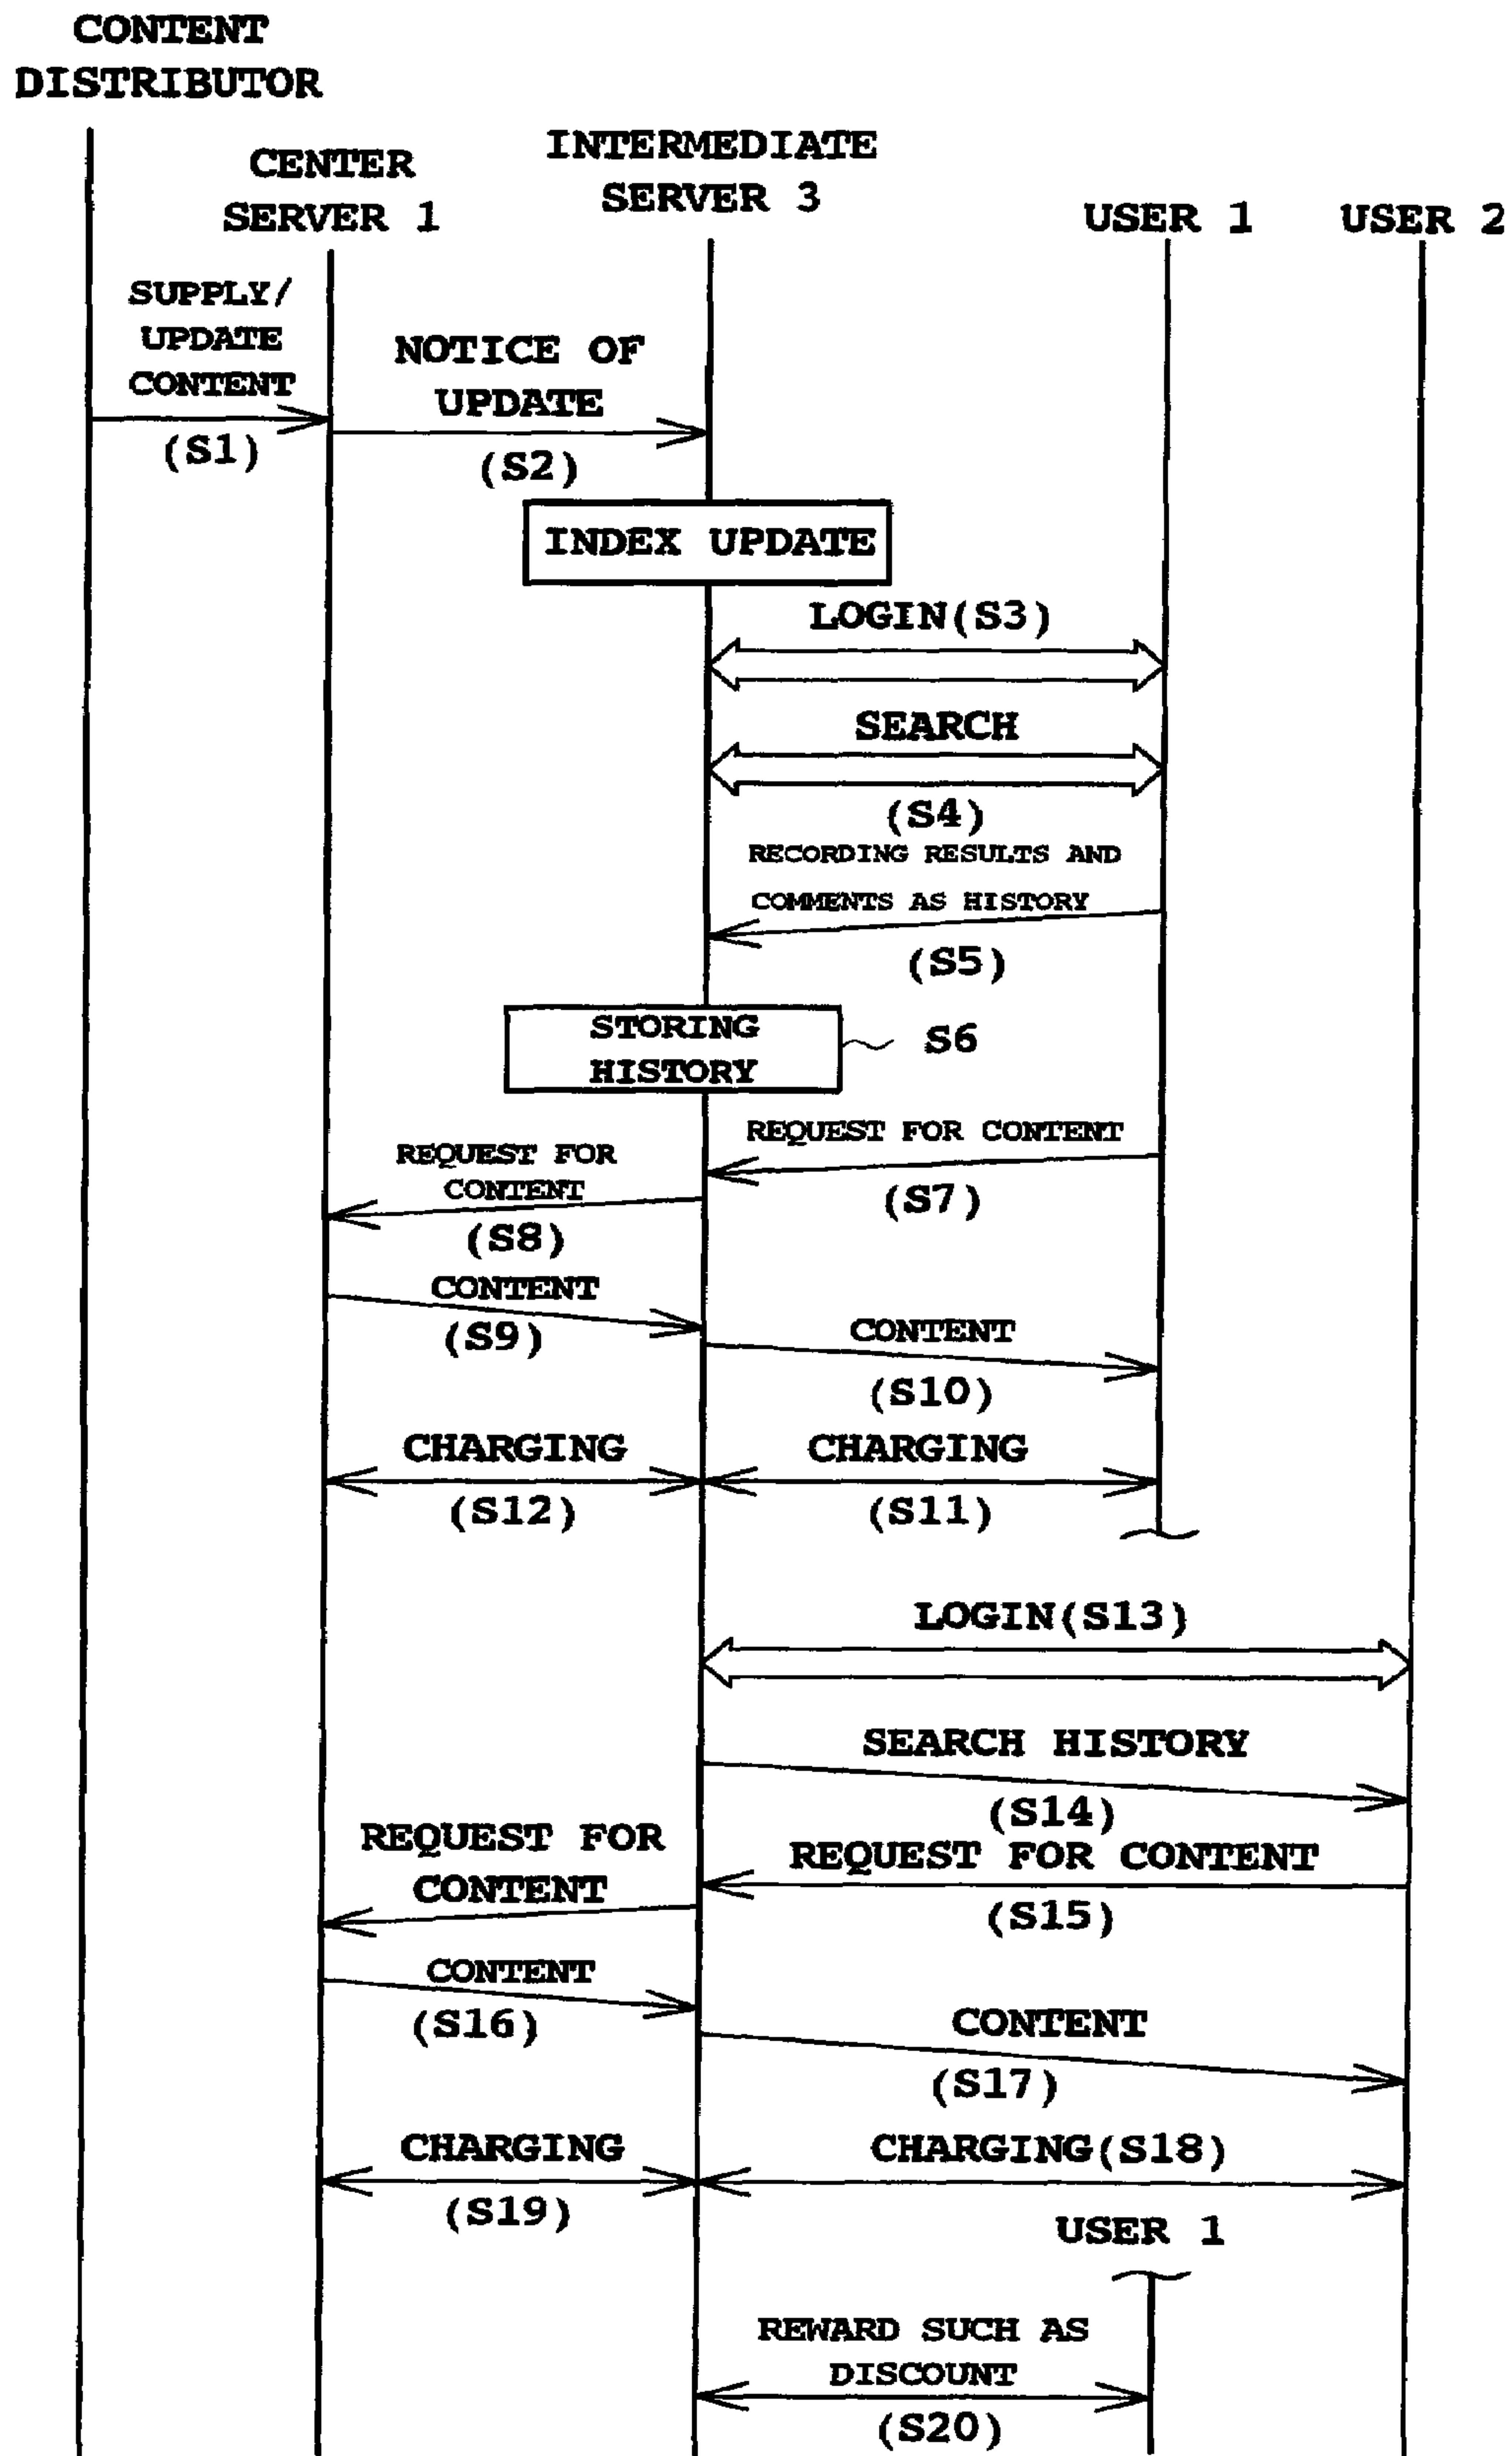 CONTENT
DISTRIBUTOR
CENTER
SERVER 1
INTERMEDIATE
SERVER 3
USER 1
USER 2
SUPPLY/
UPDATE
CONTENT
(S1)
NOTICE OF
UPDATE
(S2)
INDEX UPDATE
LOGIN(S3)
SEARCH
(S4)
RECORDING RESULTS AND
COMMENTS AS HISTORY
(S5)
STORING
HISTORY
S6
REQUEST FOR CONTENT
(S7)
REQUEST FOR
CONTENT
(S8)
CONTENT
(S9)
CONTENT
(S10)
CHARGING
(S12)
CHARGING
(S11)
LOGIN(S13)
SEARCH HISTORY
(S14)
REQUEST FOR CONTENT
(S15)
REQUEST FOR
CONTENT
CONTENT
(S16)
CONTENT
(S17)
CHARGING
(S19)
CHARGING(S18)
USER 1
REWARD SUCH AS
DISCOUNT
(S20)